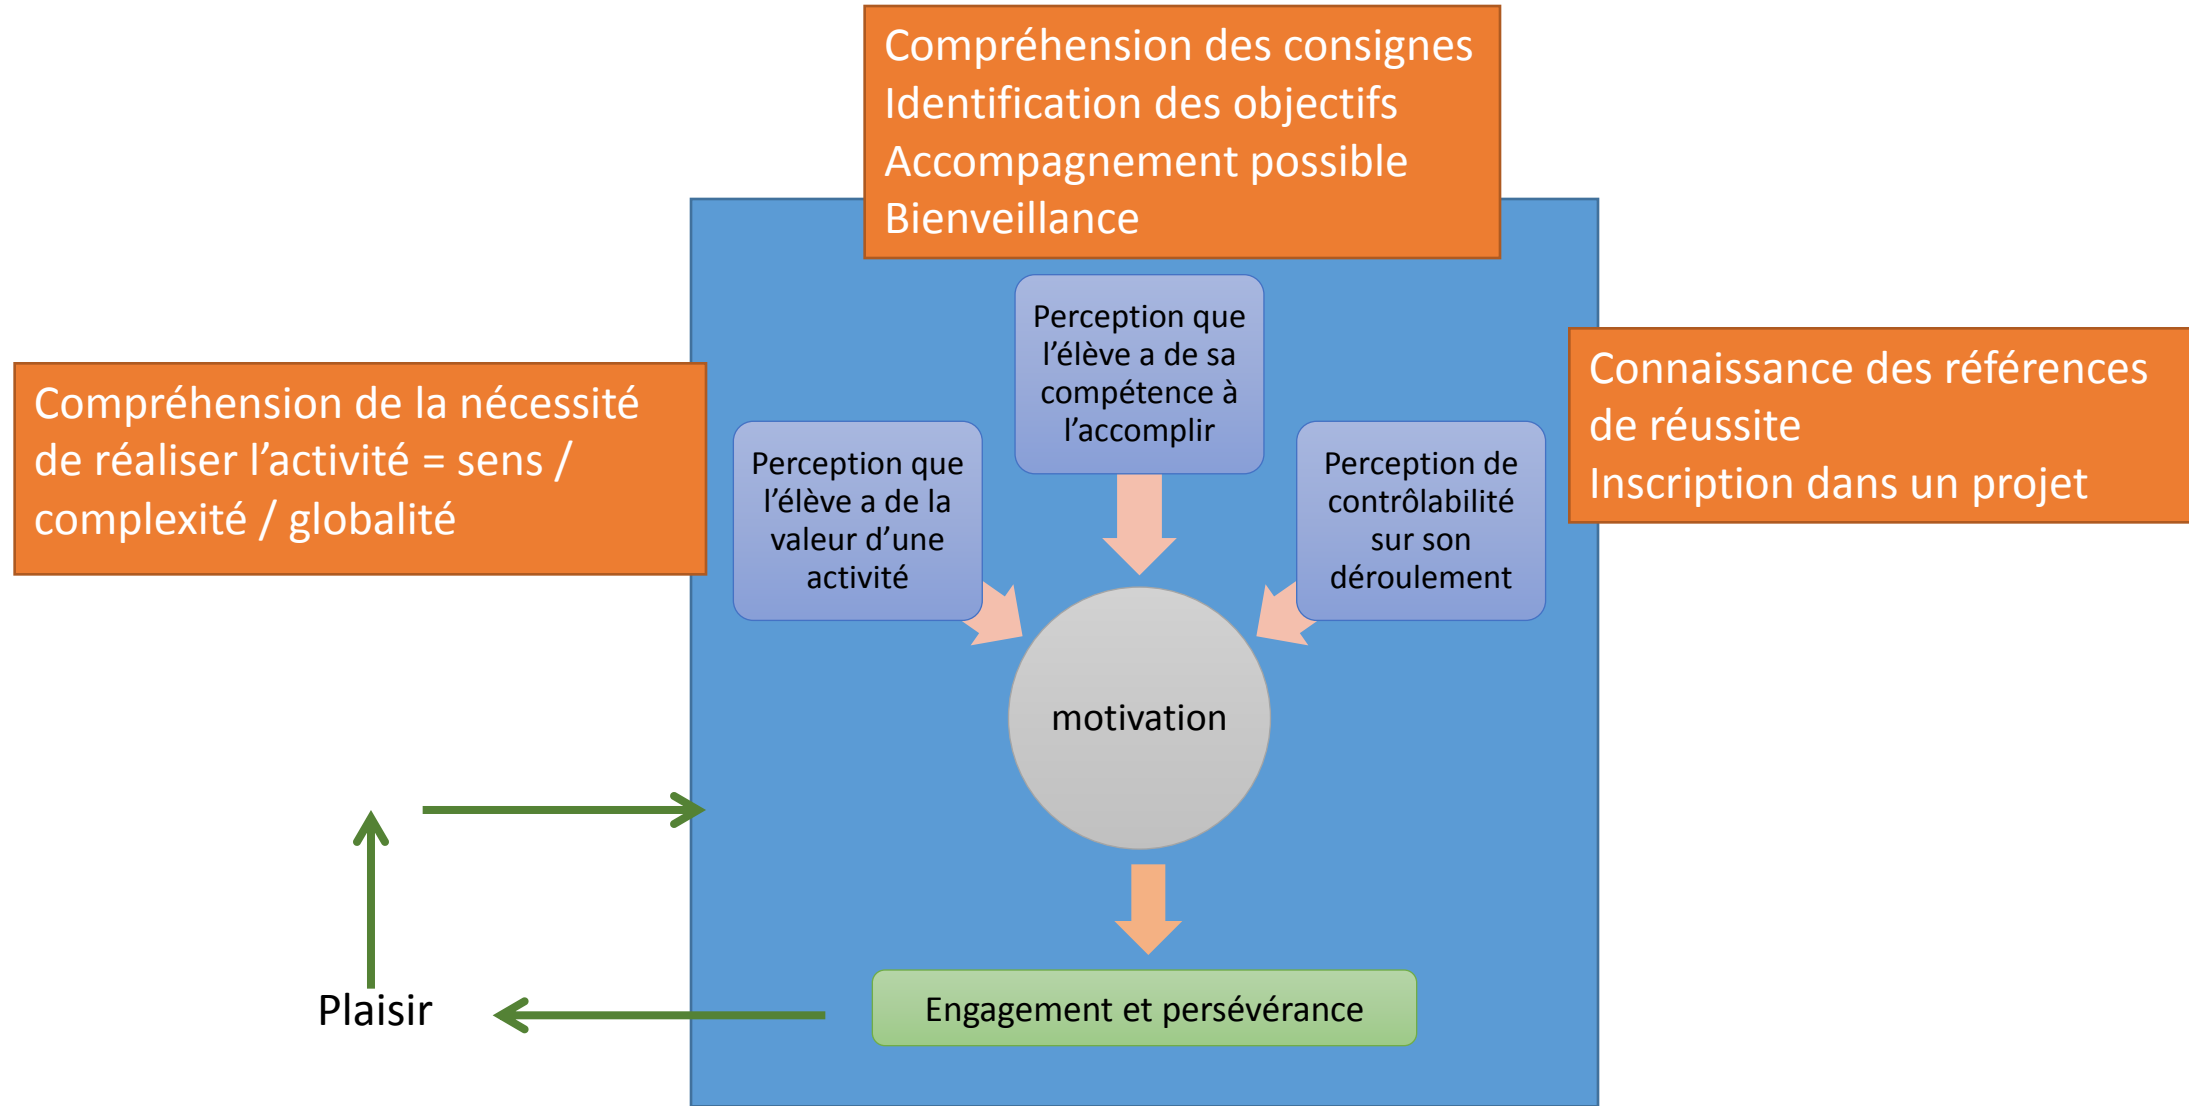 Compréhension des consignes
Identification des objectifs
Accompagnement possible
Bienveillance
Compréhension de la nécessité
de réaliser l’activité = sens /
complexité / globalité
Perception que
l’élève a de la
valeur d’une
activité
Perception que
l’élève a de sa
compétence à
l’accomplir
Perception de
contrôlabilité
sur son
déroulement
Connaissance des références
de réussite
Inscription dans un projet
motivation
Engagement et persévérance
Plaisir